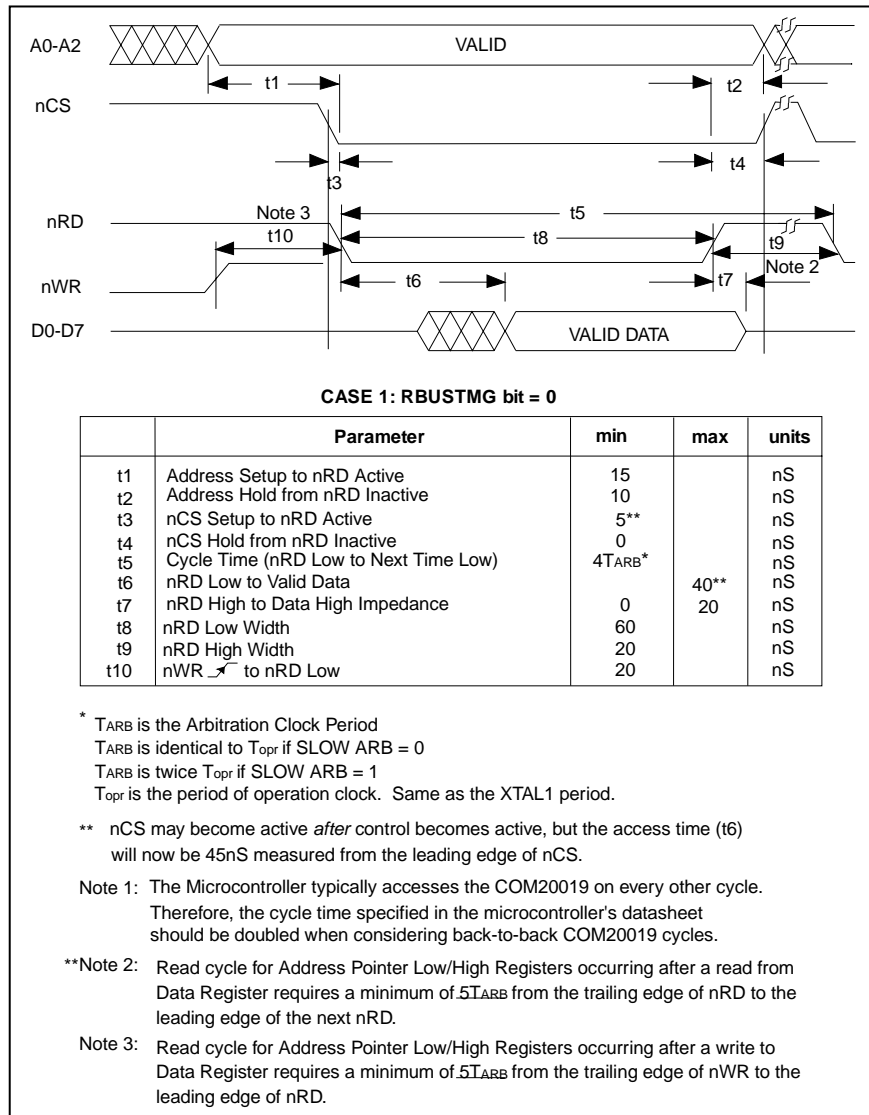 A0-A2
VALID
t1
t2
nCS
t3
t4
nRD
Note 3
t5
t10
t8
t9
nWR
t6
t7
Note 2
D0-D7
VALID DATA
CASE 1: RBUSTMG bit = 0
Parameter min max units
t1 Address Setup to nRD Active 15 nS
t2 Address Hold from nRD Inactive 10 nS
t3 nCS Setup to nRD Active 5** nS
t4 nCS Hold from nRD Inactive 0 nS
t5 Cycle Time (nRD Low to Next Time Low) 4TARB* nS
t6 nRD Low to Valid Data 40** nS
t7 nRD High to Data High Impedance 0 20 nS
t8 nRD Low Width 60 nS
t9 nRD High Width 20 nS
t10 nWR to nRD Low 20 nS
* TARB is the Arbitration Clock Period
TARB is identical to Topr if SLOW ARB = 0
TARB is twice Topr if SLOW ARB = 1
Topr is the period of operation clock. Same as the XTAL1 period.
** nCS may become active after control becomes active, but the access time (t6)
will now be 45nS measured from the leading edge of nCS.
Note 1: The Microcontroller typically accesses the COM20019 on every other cycle.
Therefore, the cycle time specified in the microcontroller's datasheet
should be doubled when considering back-to-back COM20019 cycles.
**Note 2: Read cycle for Address Pointer Low/High Registers occurring after a read from
Data Register requires a minimum of 5TARB from the trailing edge of nRD to the
leading edge of the next nRD.
Note 3: Read cycle for Address Pointer Low/High Registers occurring after a write to
Data Register requires a minimum of 5TARB from the trailing edge of nWR to the
leading edge of nRD.